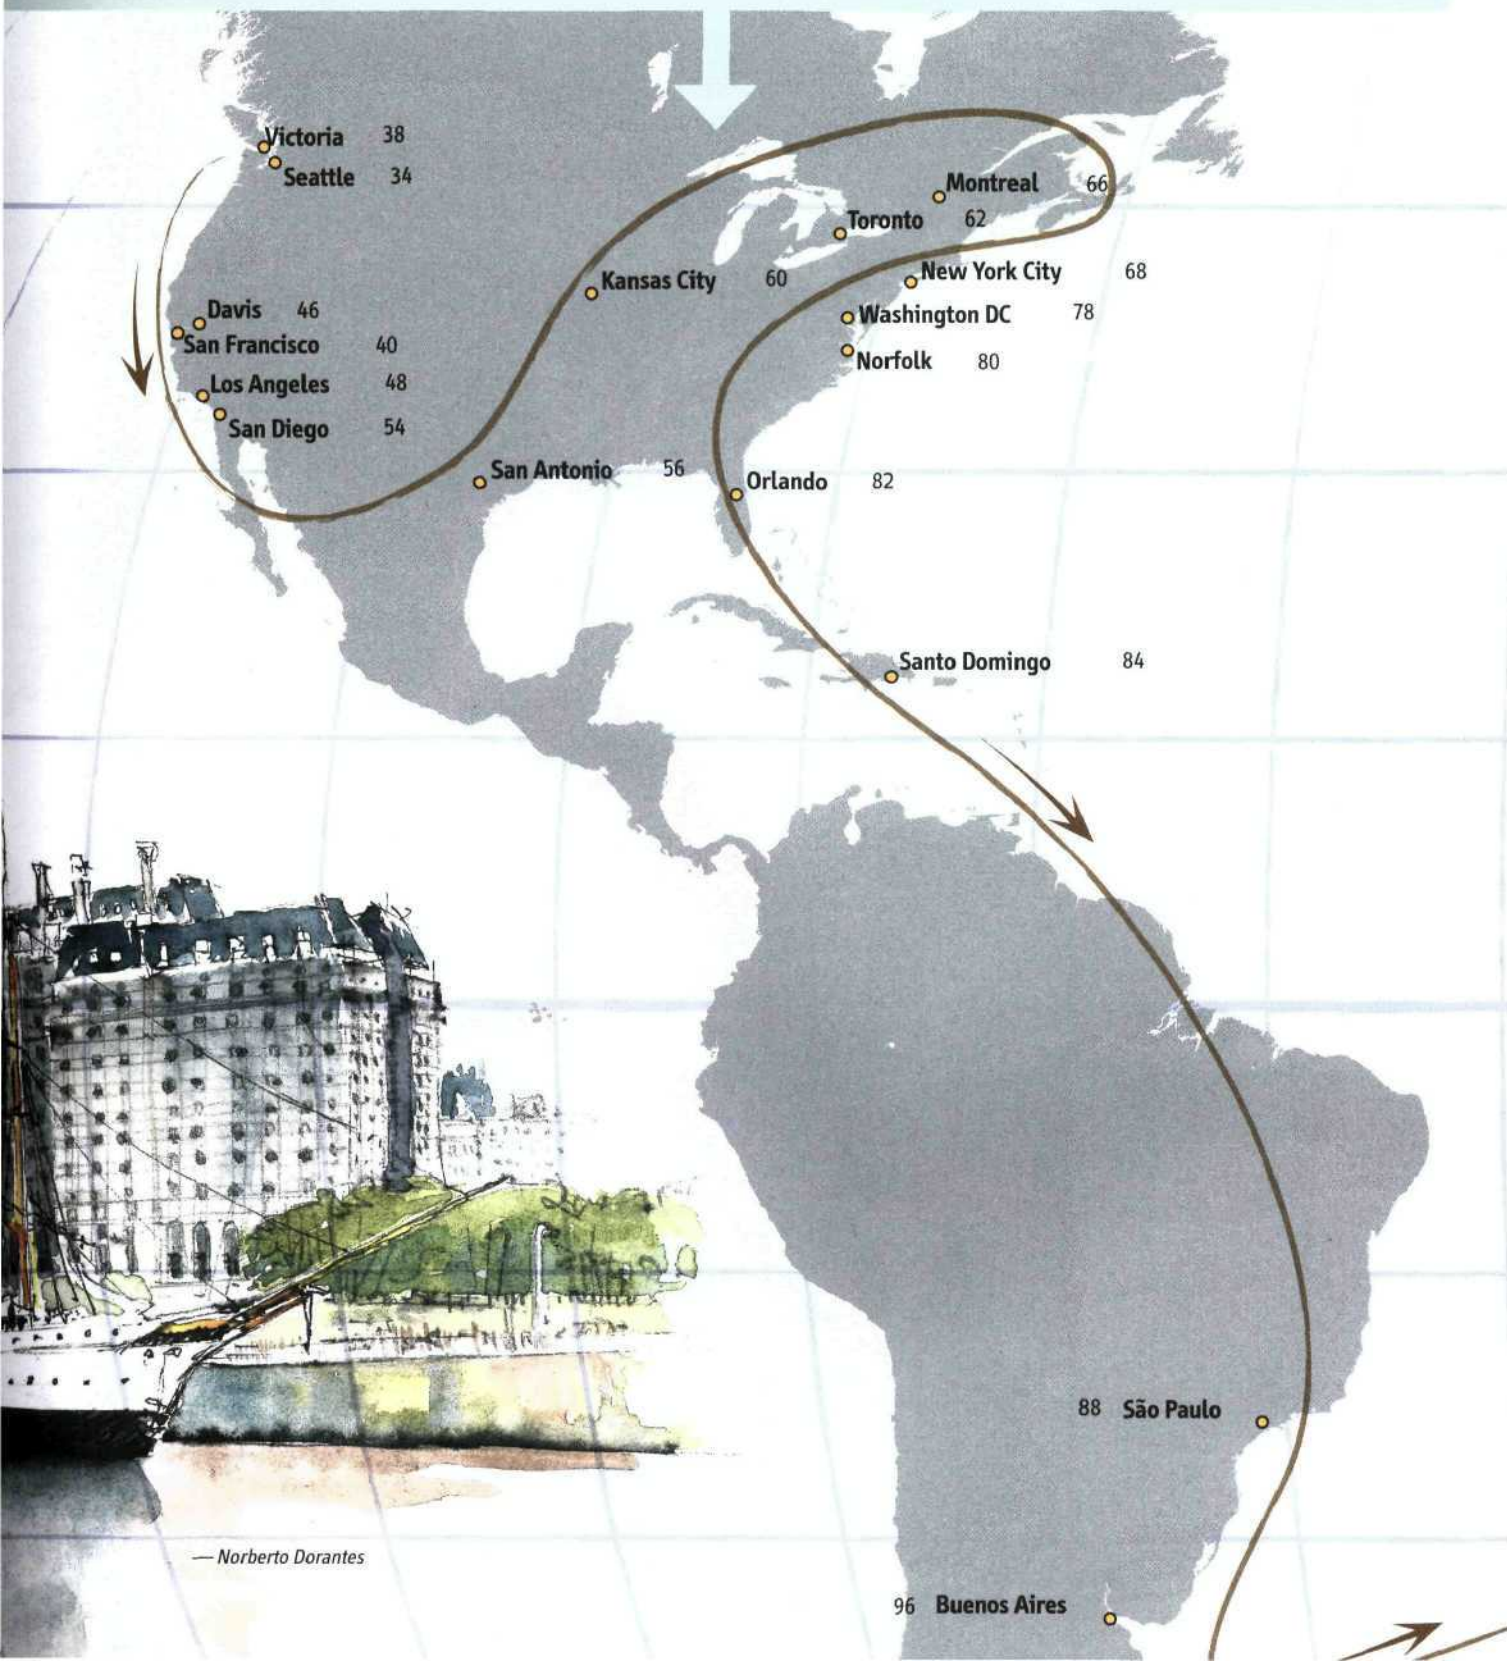 Victoria 38
Seattle 34
Montreal 66
Toronto 62
New York City 68
Kansas City 60
Davis 46
Washington DC 78
San Francisco 40
Norfolk 80
Los Angeles 48
San Diego 54
San Antonio 56
Orlando 82
Santo Domingo 84
88 São Paulo
— Norberto Dorantes
96 Buenos Aires